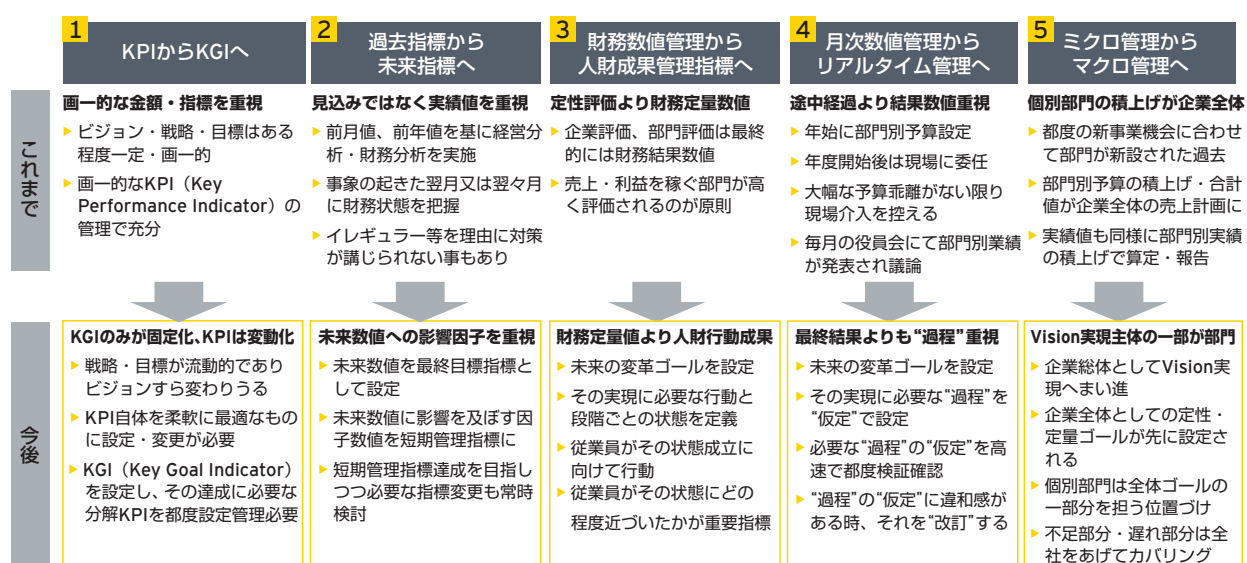 1
KPIからKGIへ
2
過去指標から
未来指標へ
3
財務数値管理から
人財成果管理指標へ
4
月次数値管理から
リアルタイム管理へ
5
ミクロ管理から
マクロ管理へ
これまで
画一的な金額・指標を重視
▶ ビジョン・戦略・目標はある
程度一定・画一的
▶ 画一的なKPI（Key
Performance Indicator）の
管理で充分
見込みではなく実績値を重視
▶ 前月値、前年値を基に経営分
析・財務分析を実施
▶ 事象の起きた翌月又は翌々月
に財務状態を把握
▶ イレギュラー等を理由に対策
が講じられない事もあり
定性評価より財務定量数値
▶ 企業評価、部門評価は最終
的には財務結果数値
▶ 売上・利益を稼ぐ部門が高
く評価されるのが原則
途中経過より結果数値重視
▶ 年始に部門別予算設定
▶ 年度開始後は現場に委任
▶ 大幅な予算乖離がない限り
現場介入を控える
▶ 毎月の役員会にて部門別業績
が発表され議論
個別部門の積上げが企業全体
▶ 都度の新事業機会に合わせ
て部門が新設された過去
▶ 部門別予算の積上げ・合計
値が企業全体の売上計画に
▶ 実績値も同様に部門別実績
の積上げで算定・報告
今後
KGIのみが固定化、KPIは変動化
▶ 戦略・目標が流動的であり
ビジョンすら変わりうる
▶ KPI自体を柔軟に最適なもの
に設定・変更が必要
▶ KGI（Key Goal Indicator）
を設定し、その達成に必要な
分解KPIを都度設定管理必要
未来数値への影響因子を重視
▶ 未来数値を最終目標指標と
して設定
▶ 未来数値に影響を及ぼす因
子数値を短期管理指標に
▶ 短期管理指標達成を目指し
つつ必要な指標変更も常時
検討
財務定量値より人財行動成果
▶ 未来の変革ゴールを設定
▶ その実現に必要な行動と
段階ごとの状態を定義
▶ 従業員がその状態成立に
向けて行動
▶ 従業員がその状態にどの
程度近づいたかが重要指標
最終結果よりも“過程”重視
▶ 未来の変革ゴールを設定
▶ その実現に必要な“過程”を
“仮定”で設定
▶ 必要な“過程”の“仮定”を高
速で都度検証確認
▶ “過程”の“仮定”に違和感が
ある時、それを“改訂”する
Vision実現主体の一部が部門
▶ 企業総体としてVision実
現へまい進
▶ 企業全体としての定性・
定量ゴールが先に設定さ
れる
▶ 個別部門は全体ゴールの
一部分を担う位置づけ
▶ 不足部分・遅れ部分は全
社をあげてカバリング